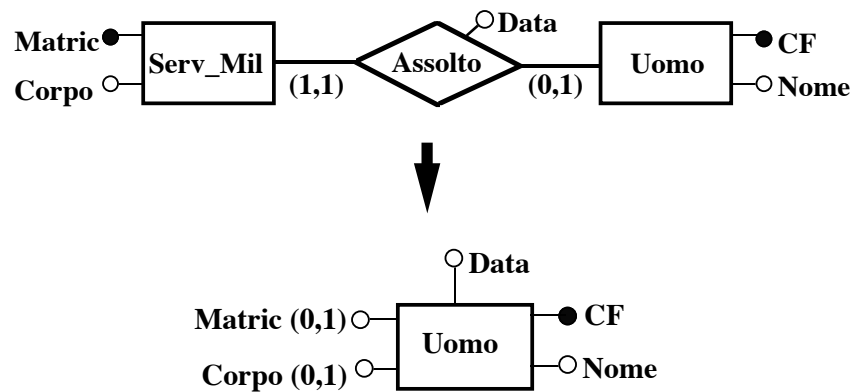 Data
Matric
CF
Serv_Mil
Assolto
Uomo
Corpo
(1,1)
(0,1)
Nome
Data
Matric (0,1)
CF
Uomo
Corpo (0,1)
Nome